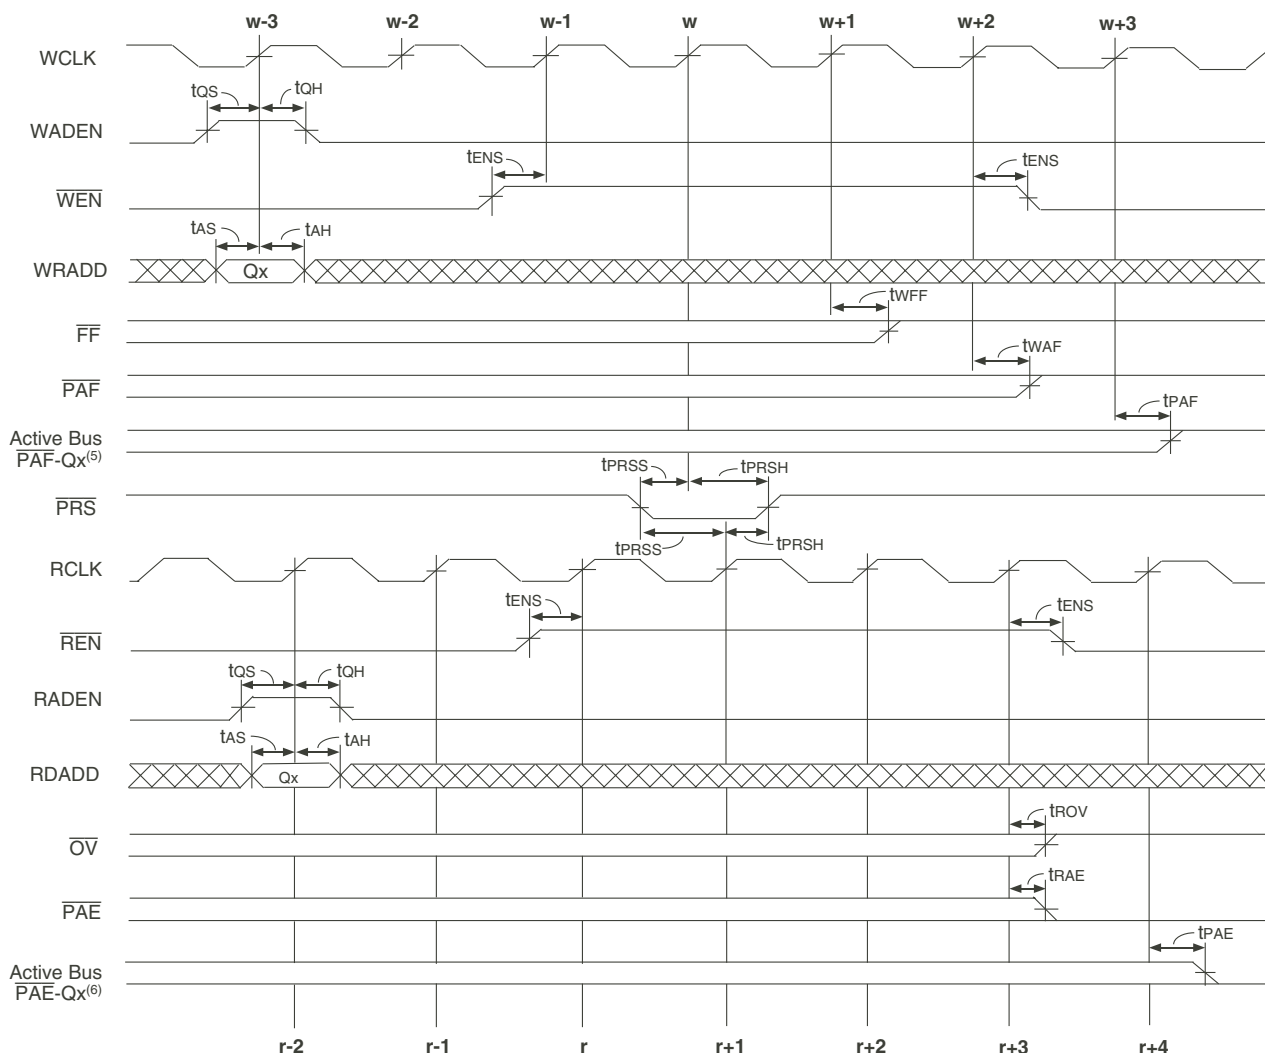 w-3 w-2 w-1 w w+1 w+2 w+3
WCLK
tQS tQH
WADEN
tENS tENS
WEN
tAS tAH
WRADD Qx
tWFF
FF
tWAF
PAF
tPAF
Active Bus
PAF-Qx(5)
tPRSS tPRSH
PRS
tPRSS tPRSH
RCLK
tENS tENS
REN
tQS tQH
RADEN
tAS tAH
RDADD Qx
tROV
OV
tRAE
PAE
tPAE
Active Bus
PAE-Qx(6)
r-2 r-1 r r+1 r+2 r+3 r+4